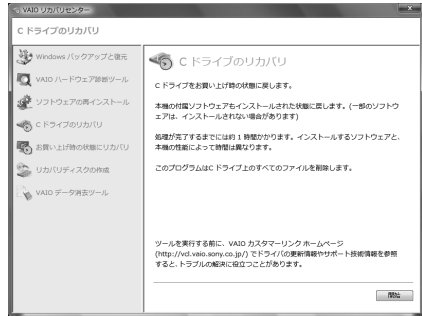 VAIO リカバリセンター
C ドライブのリカバリ
Windows バックアップと復元
VAIO ハードウェア診断ツール
ソフトウェアの再インストール
C ドライブのリカバリ
お買い上げ時の状態にリカバリ
リカバリディスクの作成
VAIO データ消去ツール
C ドライブのリカバリ
C ドライブをお買い上げ時の状態に戻します。
本機の付属ソフトウェアもインストールされた状態に戻します。(一部のソフトウ
ェアは、インストールされない場合があります)
処理が完了するまでには約 1 時間かかります。インストールするソフトウェアと、
本機の性能によって時間は異なります。
このプログラムはC ドライブ上のすべてのファイルを削除します。
ツールを実行する前に、VAIO カスタマーリンク ホームページ
(http://vcl.vaio.sony.co.jp/) でドライバの更新情報やサポート技術情報を参照
すると、トラブルの解決に役立つことがあります。
開始